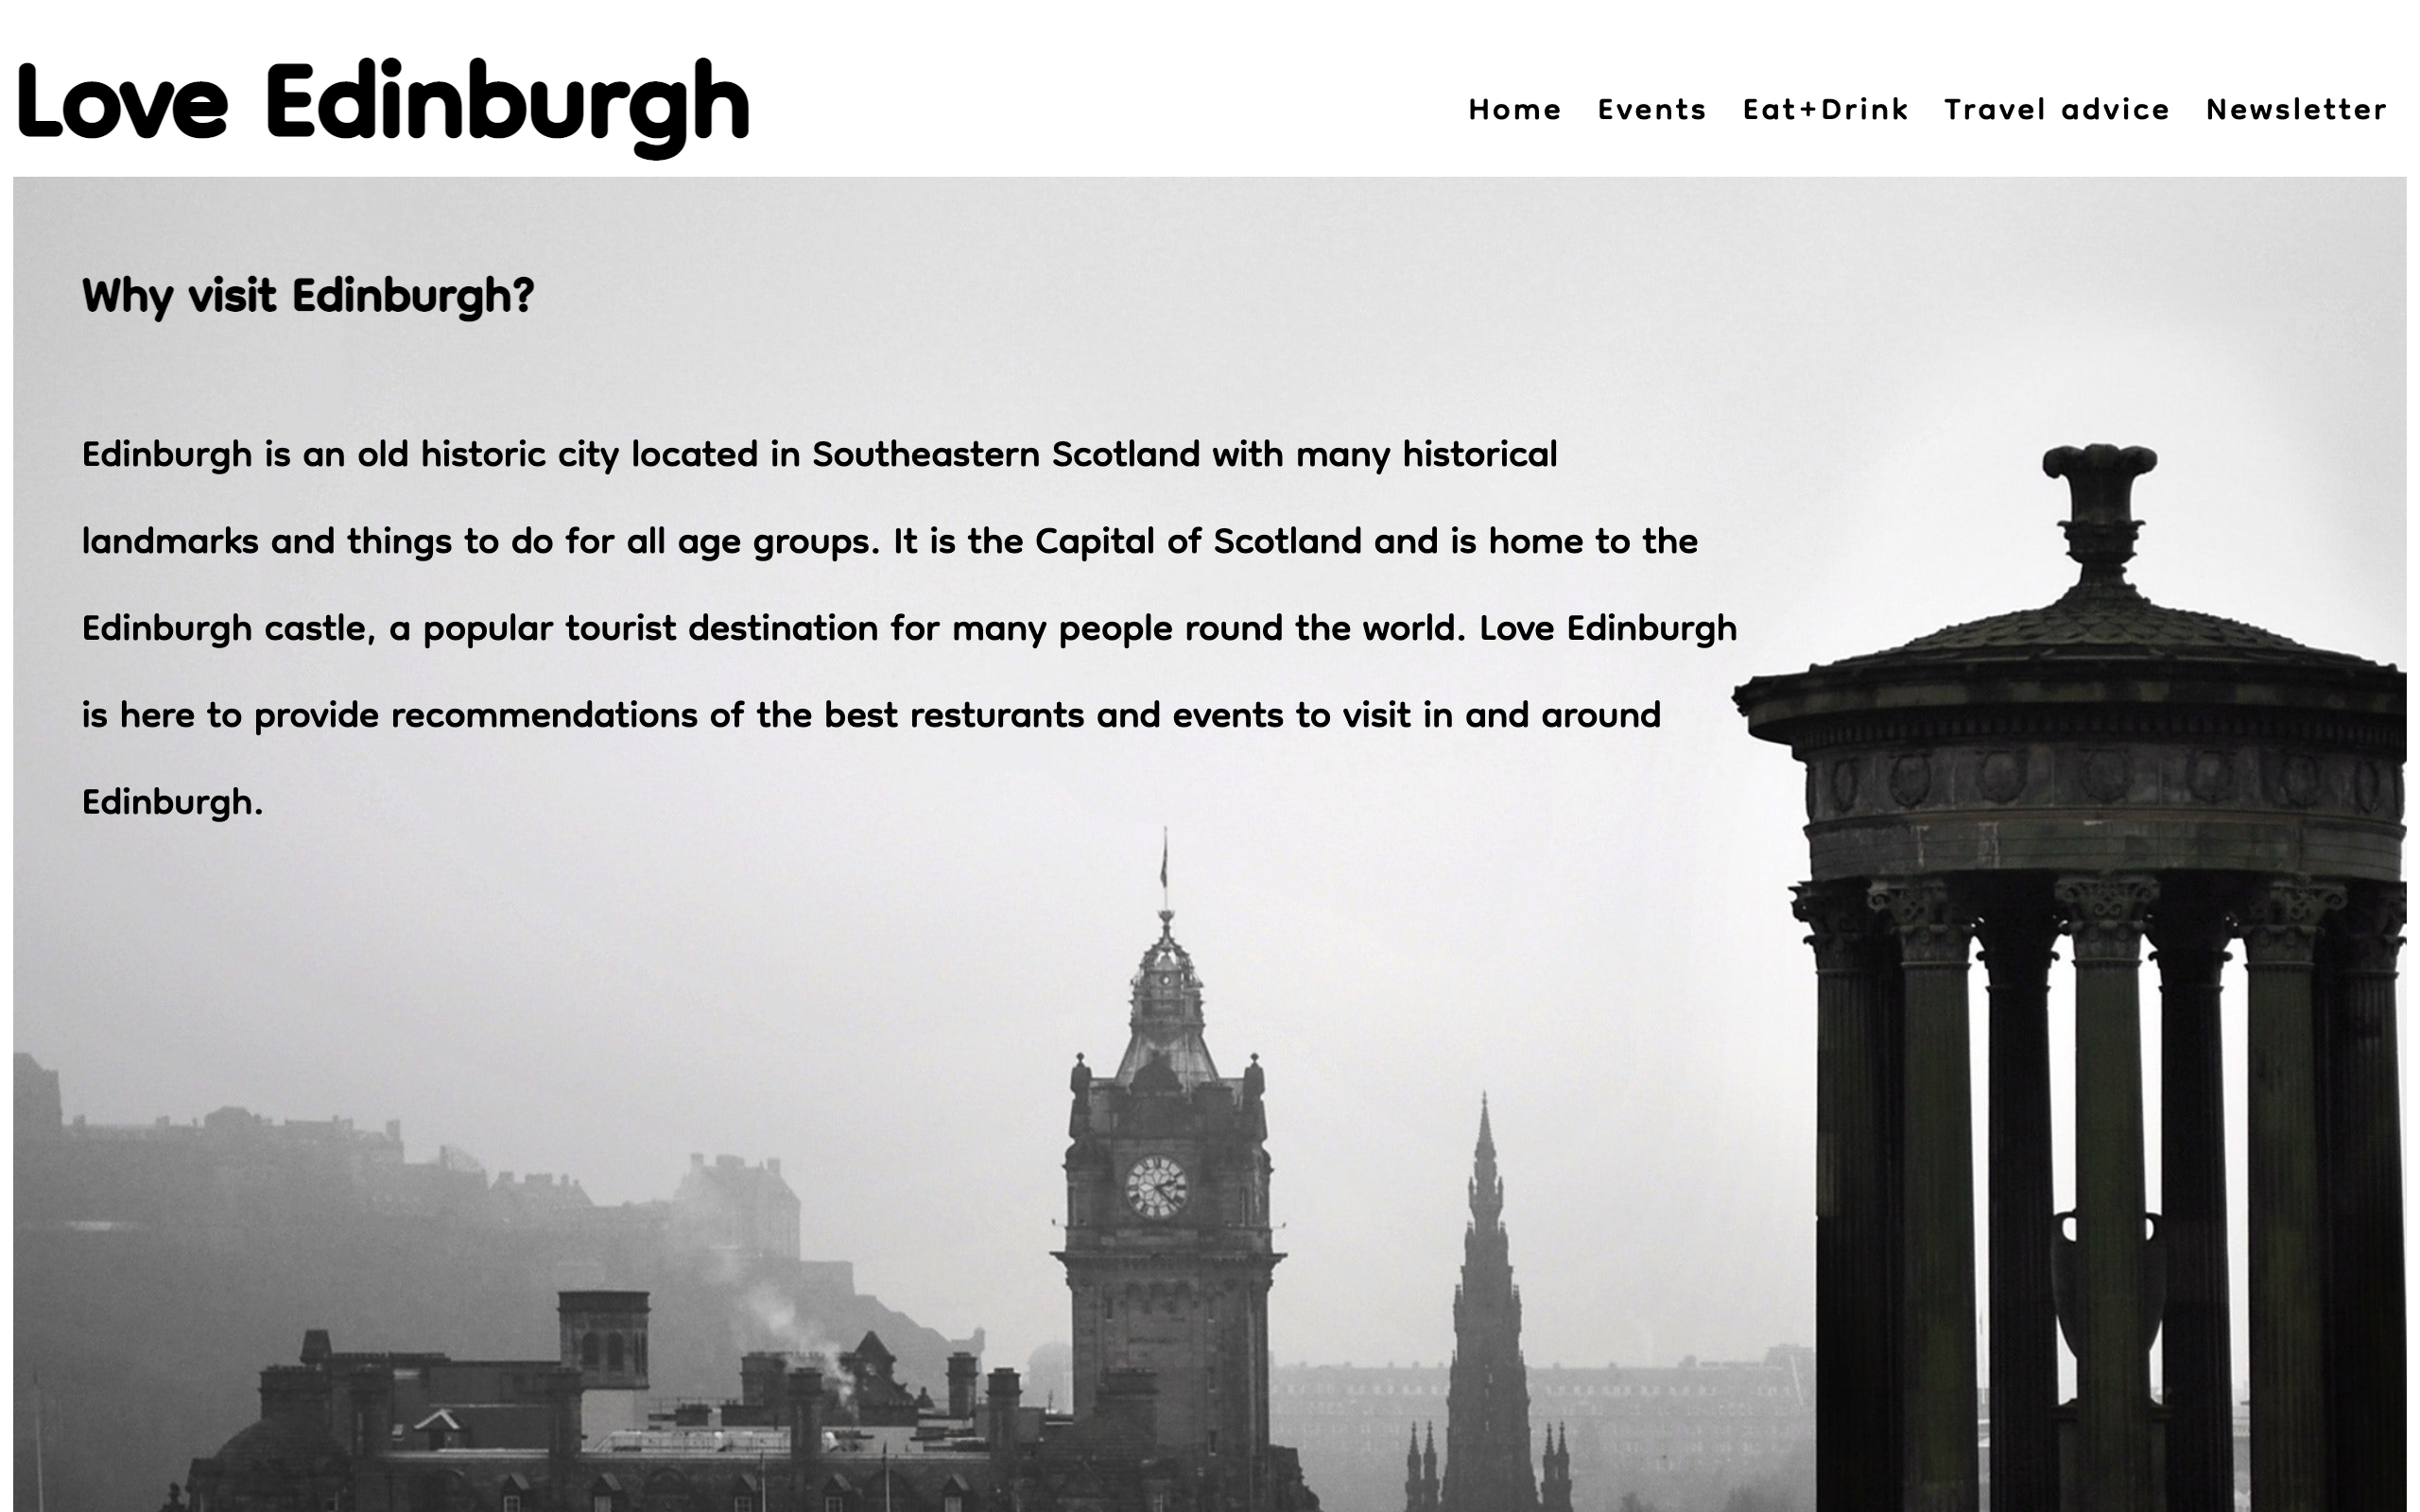 Love Edinburgh
Home Events Eat+Drink Travel advice Newsletter
Why visit Edinburgh?
Edinburgh is an old historic city located in Southeastern Scotland with many historical
landmarks and things to do for all age groups. It is the Capital of Scotland and is home to the
Edinburgh castle, a popular tourist destination for many people round the world. Love Edinburgh
is here to provide recommendations of the best resturants and events to visit in and around
Edinburgh.